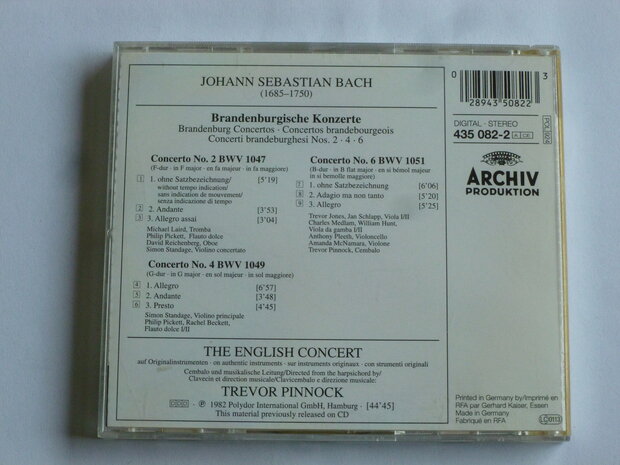 JOHANN SEBASTIAN BACH
(1685–1750)
Brandenburgische Konzerte
Brandenburg Concertos · Concertos brandebourgeois
Concerti brandeburghesi Nos. 2 · 4 · 6
Concerto No. 2 BWV 1047
(F-dur · in F major · en fa majeur · in fa maggiore)
1 1. ohne Satzbezeichnung/ [5'19]
without tempo indication/
sans indication de mouvement/
senza indicazione di tempo
2 2. Andante [3'53]
3 3. Allegro assai [3'04]
Michael Laird, Tromba
Philip Pickett, Flauto dolce
David Reichenberg, Oboe
Simon Standage, Violino concertato
Concerto No. 4 BWV 1049
(G-dur · in G major · en sol majeur · in sol maggiore)
4 1. Allegro [6'57]
5 2. Andante [3'48]
6 3. Presto [4'45]
Simon Standage, Violino principale
Philip Pickett, Rachel Beckett,
Flauto dolce I/II
Concerto No. 6 BWV 1051
(B-dur · in B flat major · en si bémol majeur
in si bemolle maggiore)
7 1. ohne Satzbezeichnung [6'06]
8 2. Adagio ma non tanto [5'20]
9 3. Allegro [5'25]
Trevor Jones, Jan Schlapp, Viola I/II
Charles Medlam, William Hunt,
Viola da gamba I/II
Anthony Pleeth, Violoncello
Amanda McNamara, Violone
Trevor Pinnock, Cembalo
THE ENGLISH CONCERT
auf Originalinstrumenten · on authentic instruments · sur instruments originaux · con strumenti originali
Cembalo und musikalische Leitung/Directed from the harpsichord by/
Clavecin et direction musicale/Clavicembalo e direzione musicale:
TREVOR PINNOCK
DDD · ℗ 1982 Polydor International GmbH, Hamburg · [44'45]
This material previously released on CD
0 28943 50822 3
DIGITAL · STEREO
435 082-2
ARCHIV
PRODUKTION
Printed in Germany by/Imprimé en
RFA par Gerhard Kaiser, Essen
Made in Germany
Fabriqué en RFA
LC 0113